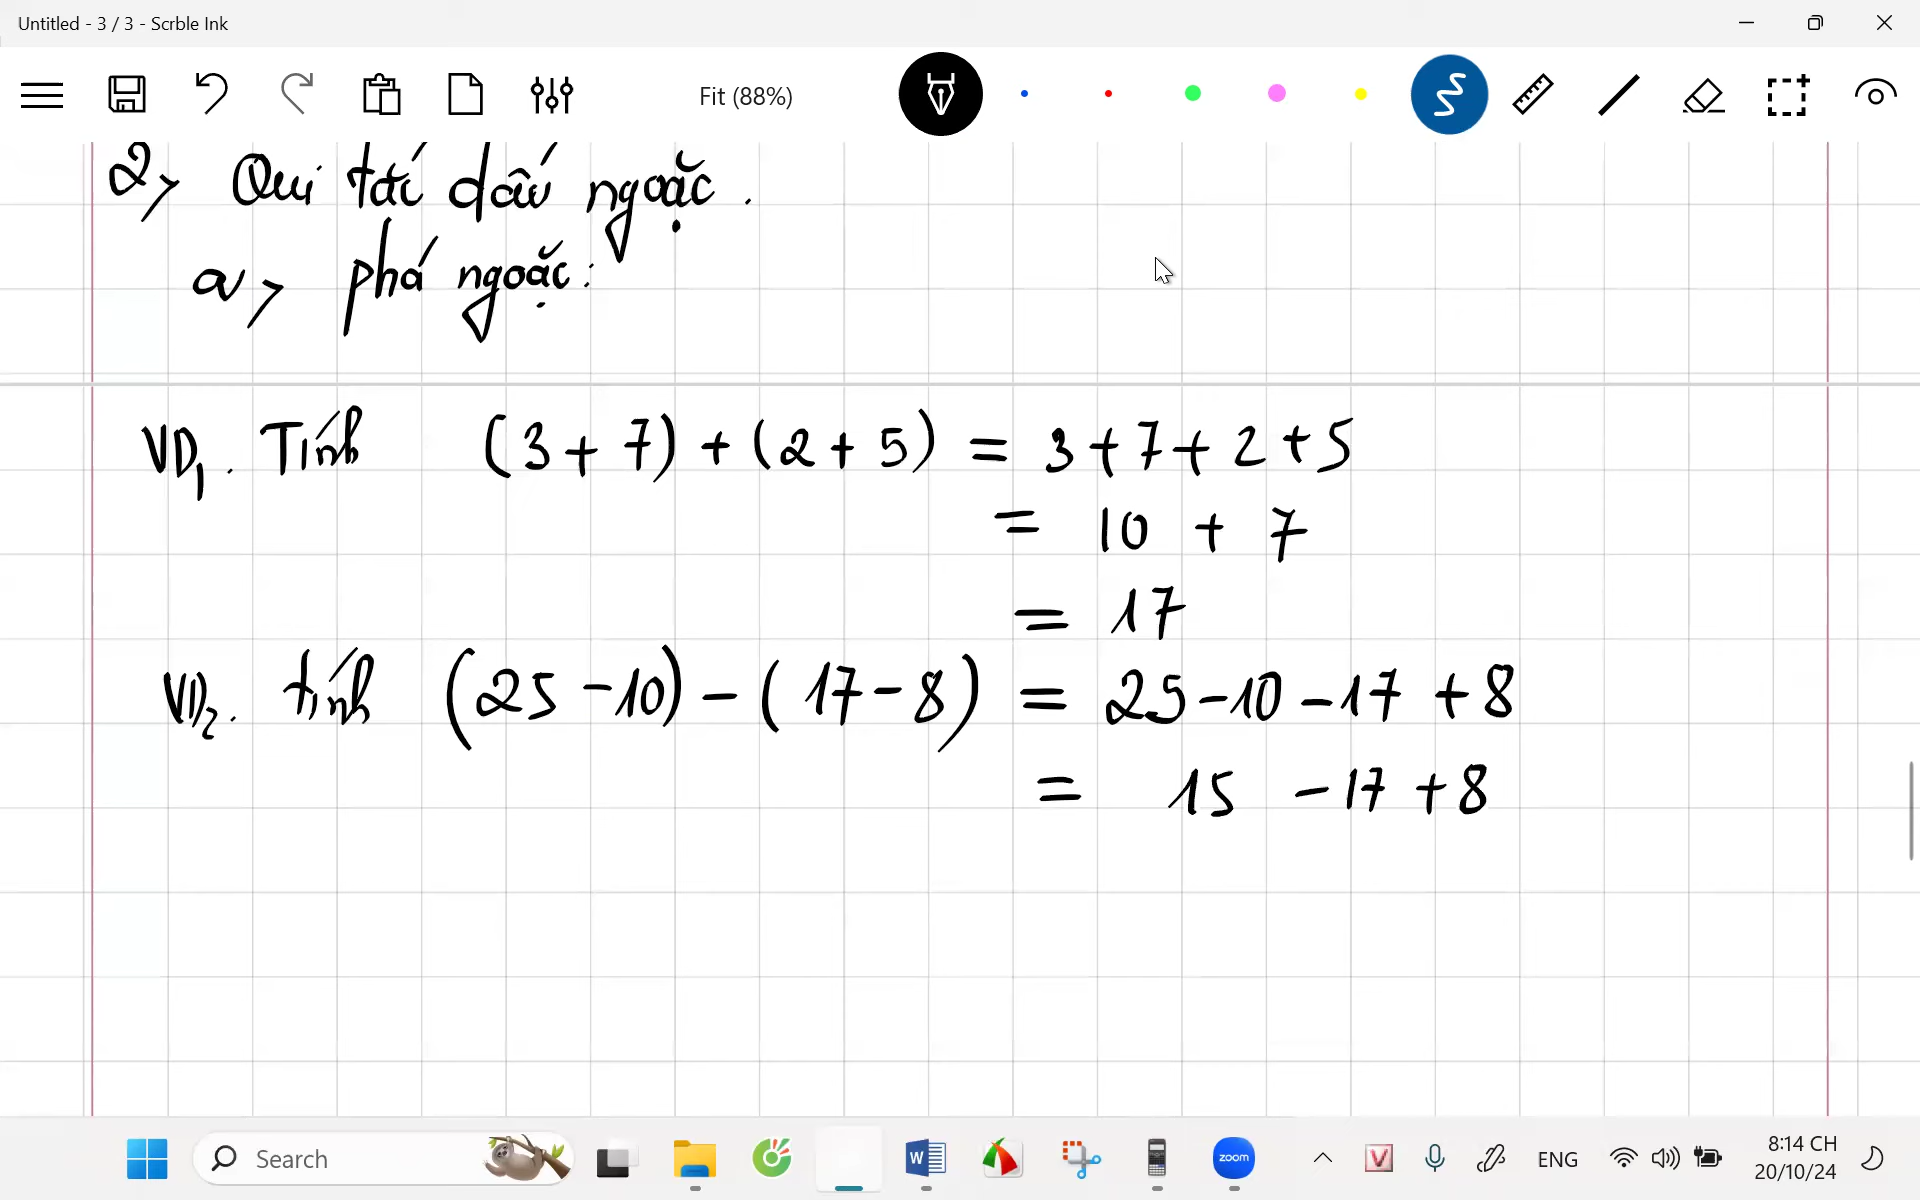 Untitled - 3 / 3 - Scrble Ink
Fit (88%)
2> Qui tắc dấu ngoặc.
a> phá ngoặc:
VD1. Tính (3 + 7) + (2 + 5) = 3 + 7 + 2 + 5
= 10 + 7
= 17
VD2. tính (25 - 10) - (17 - 8) = 25 - 10 - 17 + 8
= 15 - 17 + 8
Search
W
zoom
V
ENG
8:14 CH
20/10/24